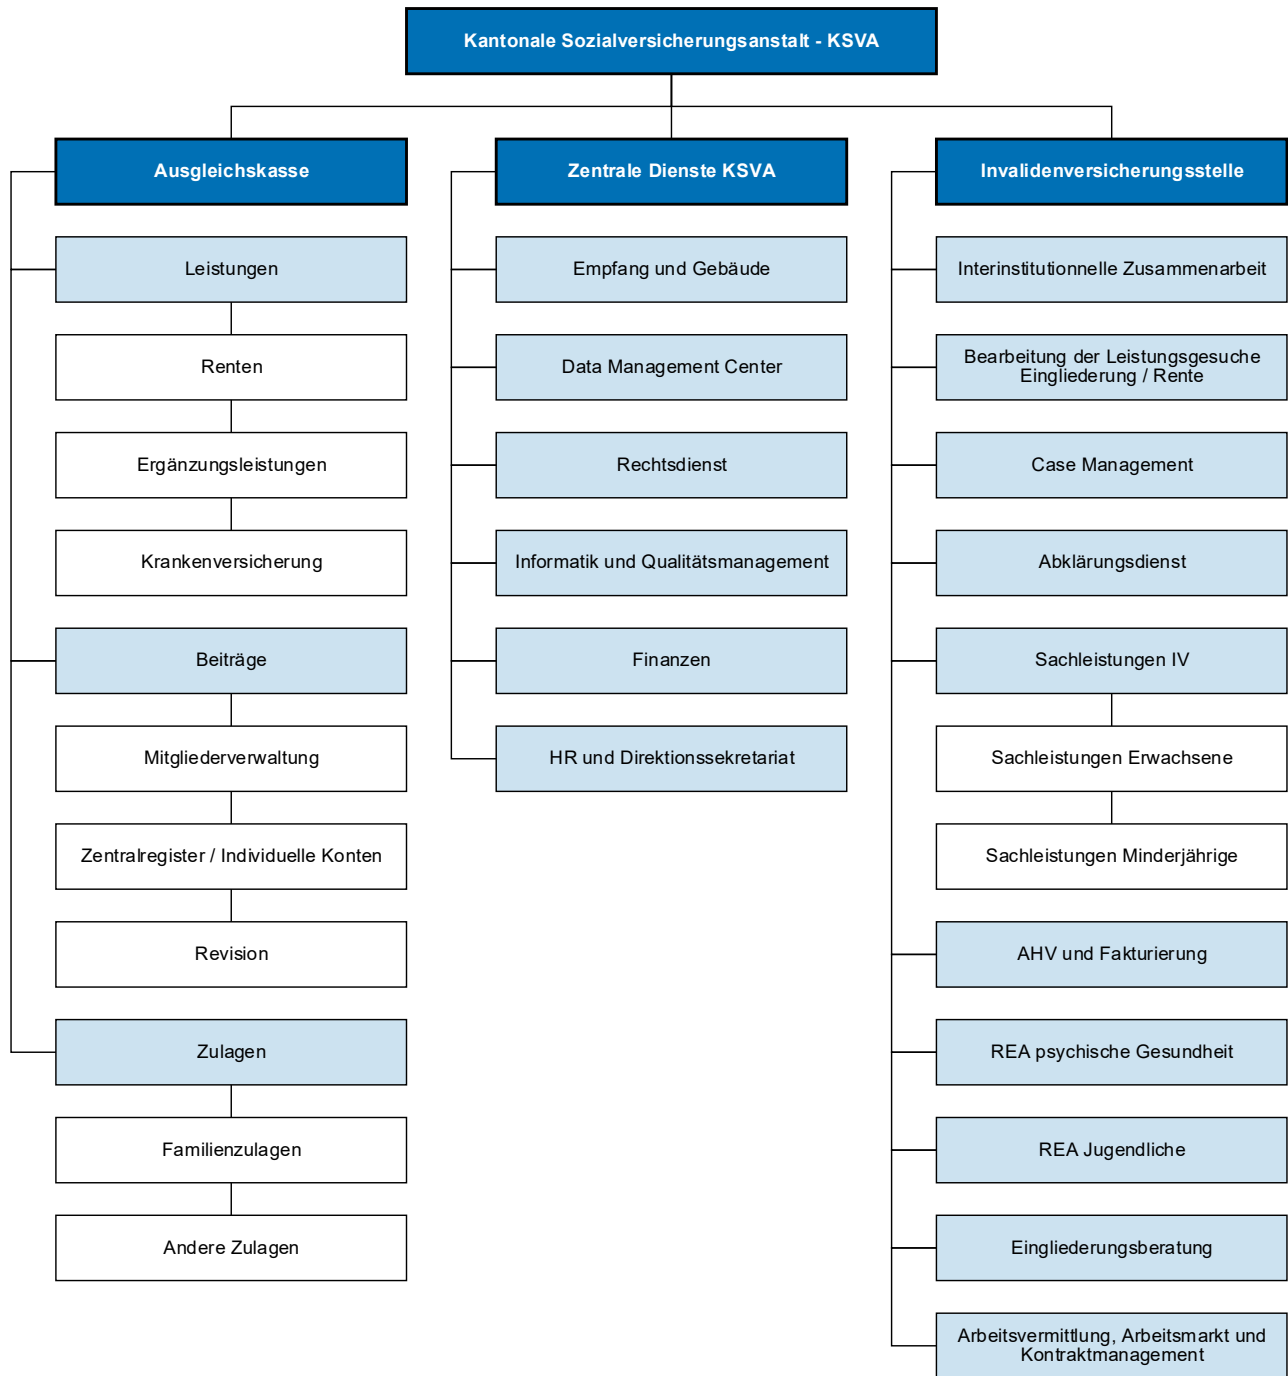 Kantonale Sozialversicherungsanstalt - KSVA
Ausgleichskasse
Leistungen
Renten
Ergänzungsleistungen
Krankenversicherung
Beiträge
Mitgliederverwaltung
Zentralregister / Individuelle Konten
Revision
Zulagen
Familienzulagen
Andere Zulagen
Zentrale Dienste KSVA
Empfang und Gebäude
Data Management Center
Rechtsdienst
Informatik und Qualitätsmanagement
Finanzen
HR und Direktionssekretariat
Invalidenversicherungsstelle
Interinstitutionnelle Zusammenarbeit
Bearbeitung der Leistungsgesuche
Eingliederung / Rente
Case Management
Abklärungsdienst
Sachleistungen IV
Sachleistungen Erwachsene
Sachleistungen Minderjährige
AHV und Fakturierung
REA psychische Gesundheit
REA Jugendliche
Eingliederungsberatung
Arbeitsvermittlung, Arbeitsmarkt und
Kontraktmanagement